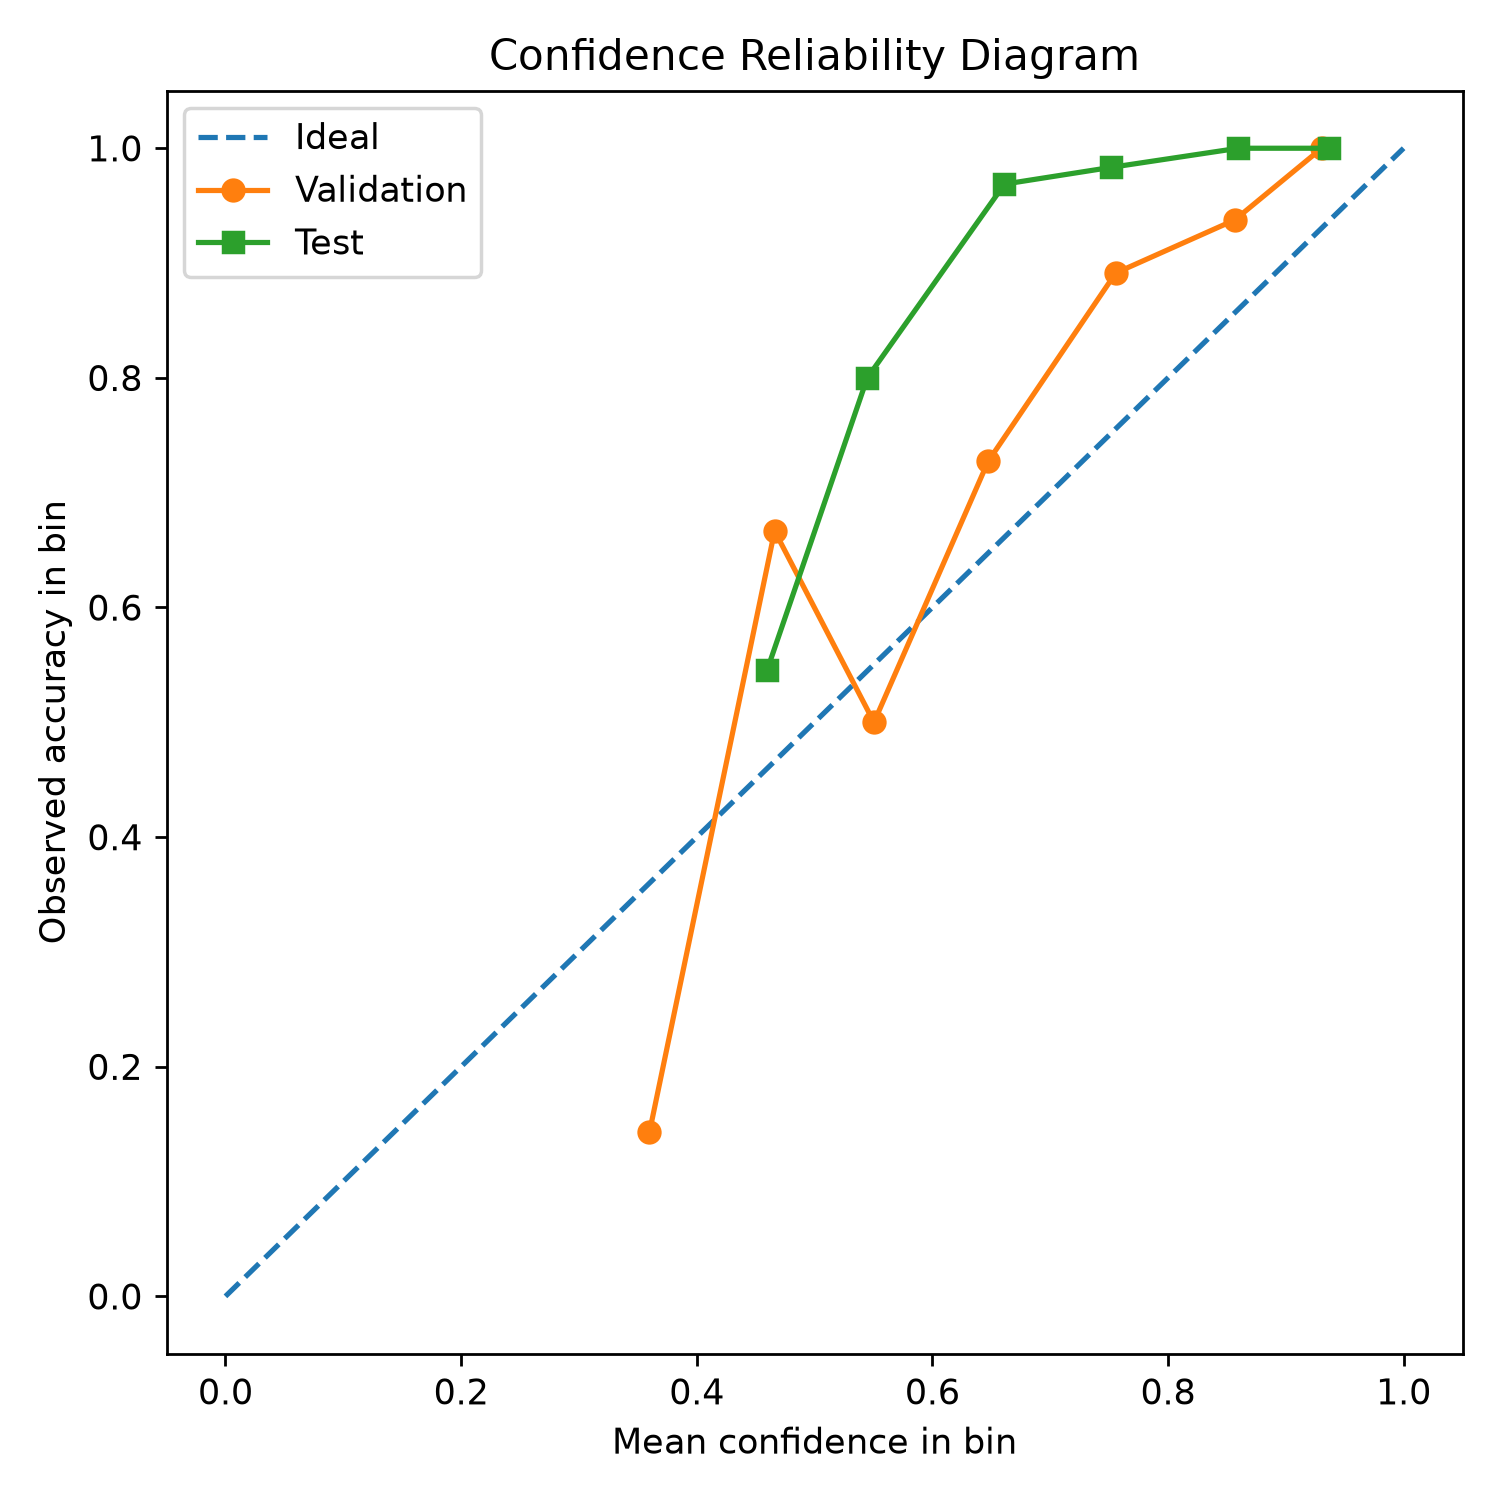 Confidence Reliability Diagram
Ideal
Validation
Test
1.0
0.8
0.6
0.4
0.2
0.0
Observed accuracy in bin
0.0 0.2 0.4 0.6 0.8 1.0
Mean confidence in bin